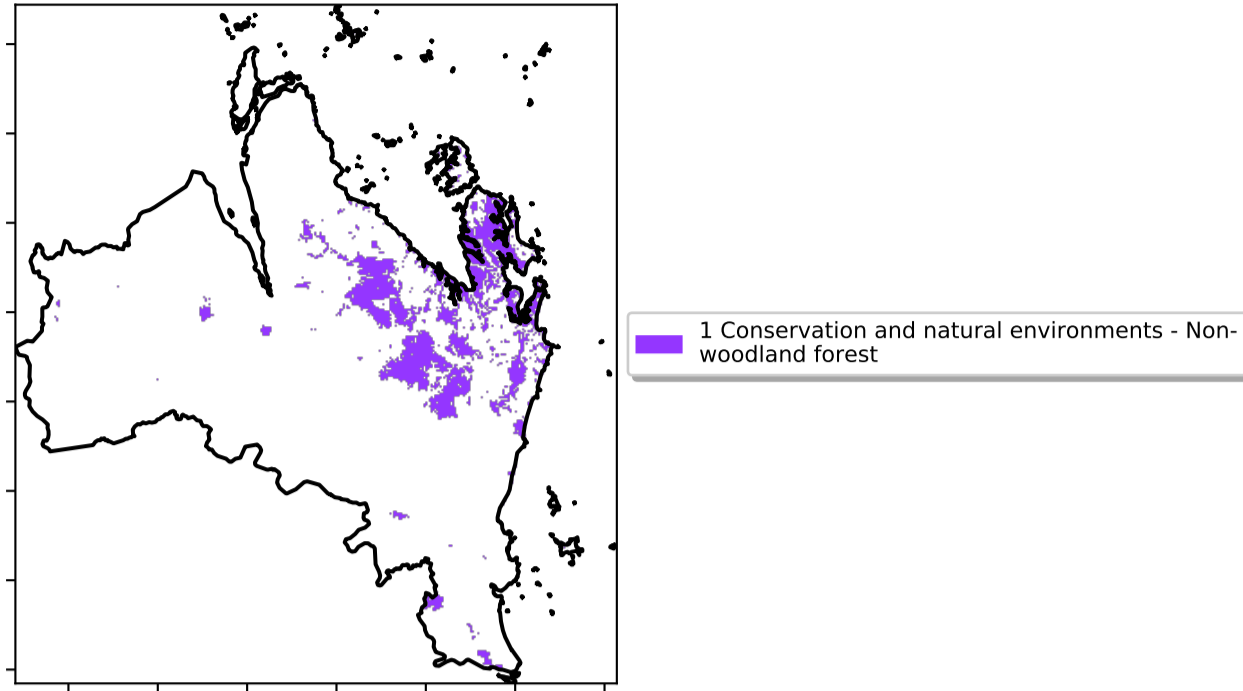 1 Conservation and natural environments - Non-
woodland forest